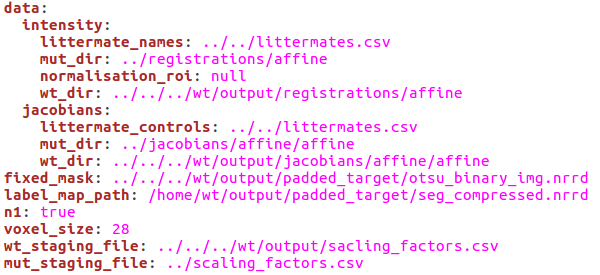 data:
  intensity:
    littermate_names: ../../littermates.csv
    mut_dir: ../registrations/affine
    normalisation_roi: null
    wt_dir: ../../../wt/output/registrations/affine
  jacobians:
    littermate_controls: ../../littermates.csv
    mut_dir: ../jacobians/affine/affine
    wt_dir: ../../../wt/output/jacobians/affine/affine
fixed_mask: ../../../wt/output/padded_target/otsu_binary_img.nrrd
label_map_path: /home/wt/output/padded_target/seg_compressed.nrrd
n1: true
voxel_size: 28
wt_staging_file: ../../../wt/output/sacling_factors.csv
mut_staging_file: ../scaling_factors.csv